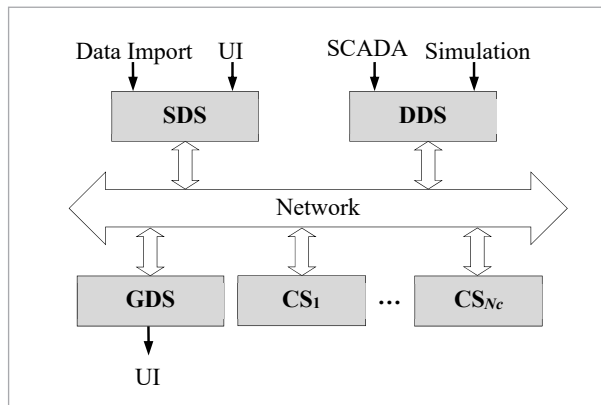 Data Import UI SCADA Simulation
SDS DDS
Network
GDS CS1 ... CSNc
UI